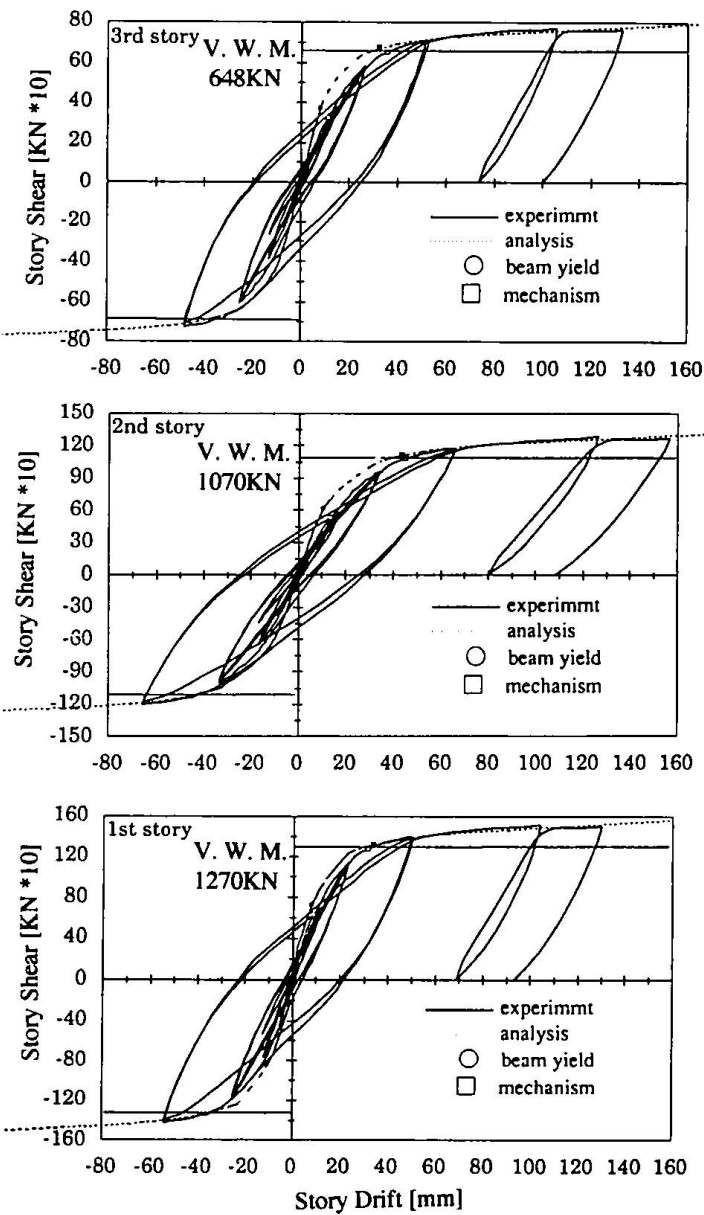 3rd story
V. W. M.
648KN
Story Shear [KN *10]
80
60
40
20
0
-20
-40
-60
-80
experimrnt
analysis
beam yield
mechanism
-80 -60 -40 -20 0 20 40 60 80 100 120 140 160
2nd story
V. W. M.
1070KN
Story Shear [KN *10]
150
120
90
60
30
0
-30
-60
-90
-120
-150
experimrnt
analysis
beam yield
mechanism
-80 -60 -40 -20 0 20 40 60 80 100 120 140 160
1st story
V. W. M.
1270KN
Story Shear [KN *10]
160
120
80
40
0
-40
-80
-120
-160
experimrnt
analysis
beam yield
mechanism
-80 -60 -40 -20 0 20 40 60 80 100 120 140 160
Story Drift [mm]